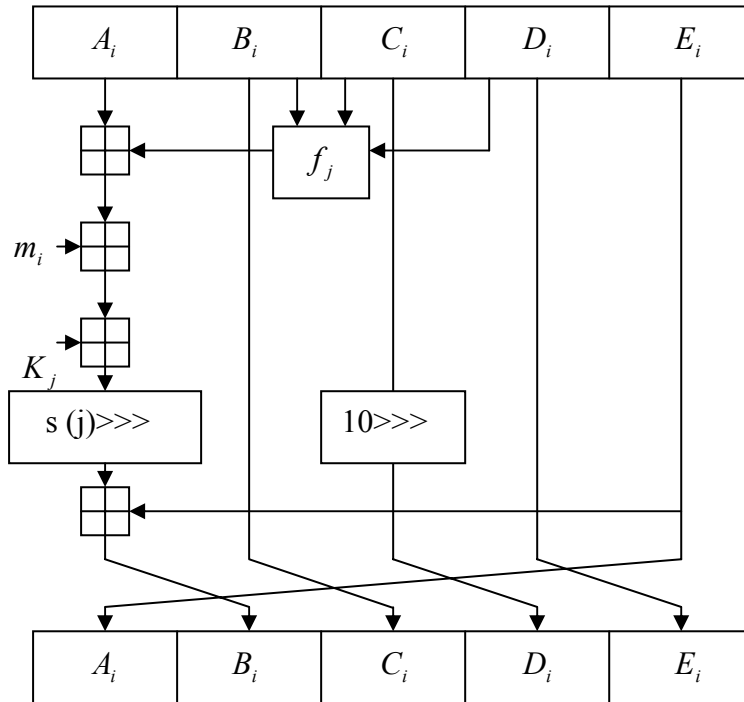 A_i B_i C_i D_i E_i
f_j
m_i
K_j
s (j)>>> 10>>>
A_i B_i C_i D_i E_i